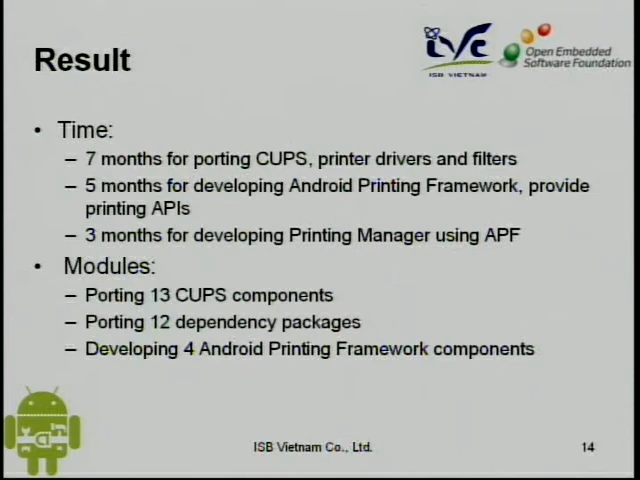 Result
IVC
ISB VIETNAM
Open Embedded
Software Foundation
• Time:
– 7 months for porting CUPS, printer drivers and filters
– 5 months for developing Android Printing Framework, provide
printing APIs
– 3 months for developing Printing Manager using APF
• Modules:
– Porting 13 CUPS components
– Porting 12 dependency packages
– Developing 4 Android Printing Framework components
ISB Vietnam Co., Ltd.
14